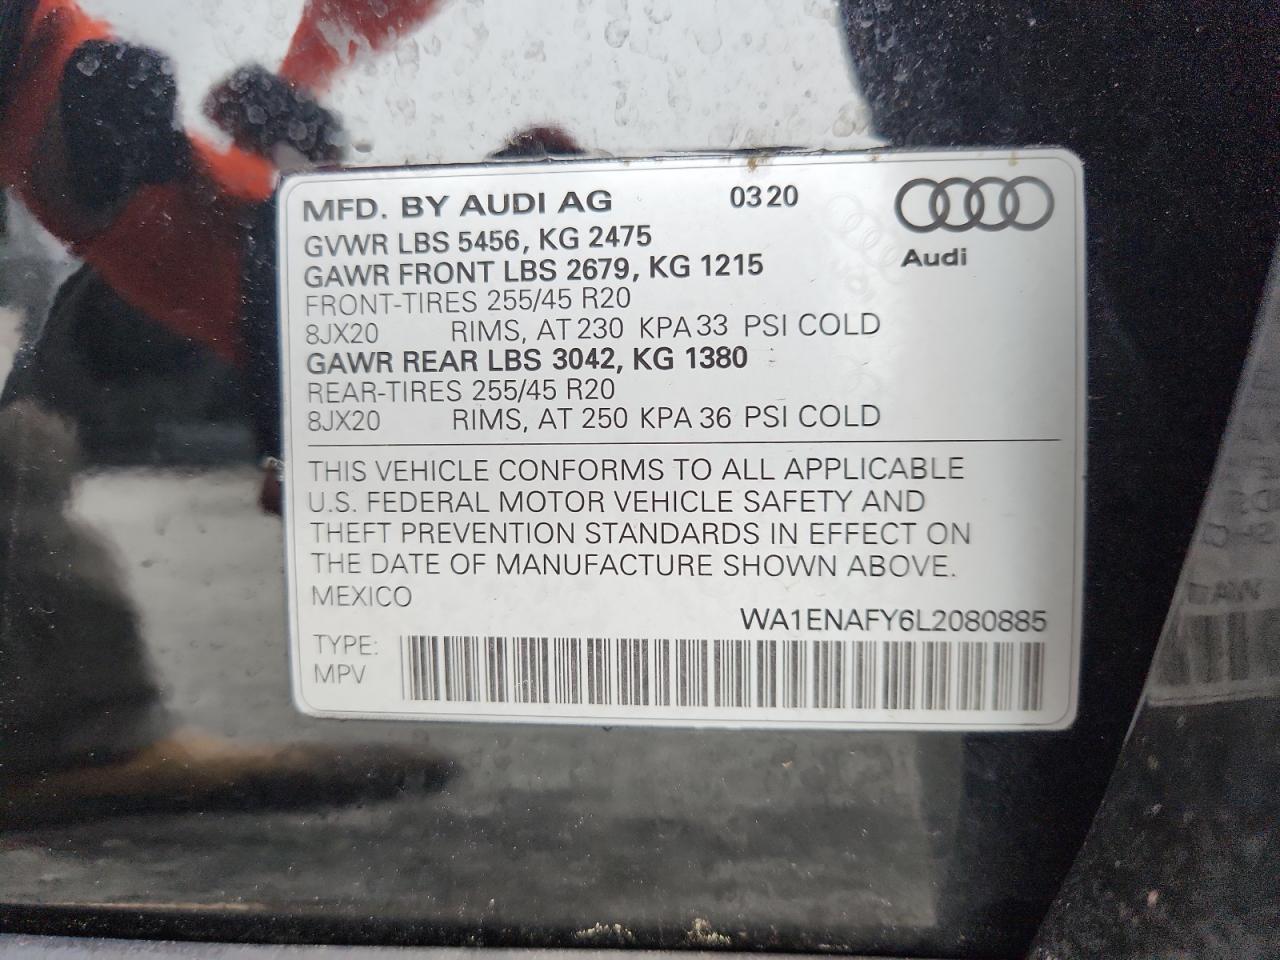 MFD. BY AUDI AG 0320
GVWR LBS 5456, KG 2475
GAWR FRONT LBS 2679, KG 1215
Audi
FRONT-TIRES 255/45 R20
8JX20 RIMS, AT 230 KPA 33 PSI COLD
GAWR REAR LBS 3042, KG 1380
REAR-TIRES 255/45 R20
8JX20 RIMS, AT 250 KPA 36 PSI COLD
THIS VEHICLE CONFORMS TO ALL APPLICABLE
U.S. FEDERAL MOTOR VEHICLE SAFETY AND
THEFT PREVENTION STANDARDS IN EFFECT ON
THE DATE OF MANUFACTURE SHOWN ABOVE.
MEXICO
WA1ENAFY6L2080885
TYPE:
MPV